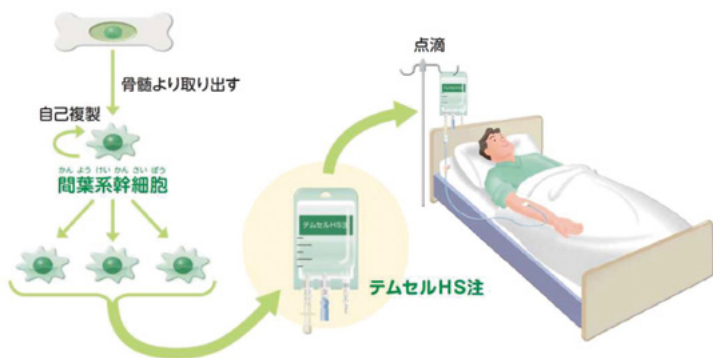 骨髄より取り出す
自己複製
かんようけいかんさいぼう
間葉系幹細胞
テムセルHS注
テムセルHS注
点滴